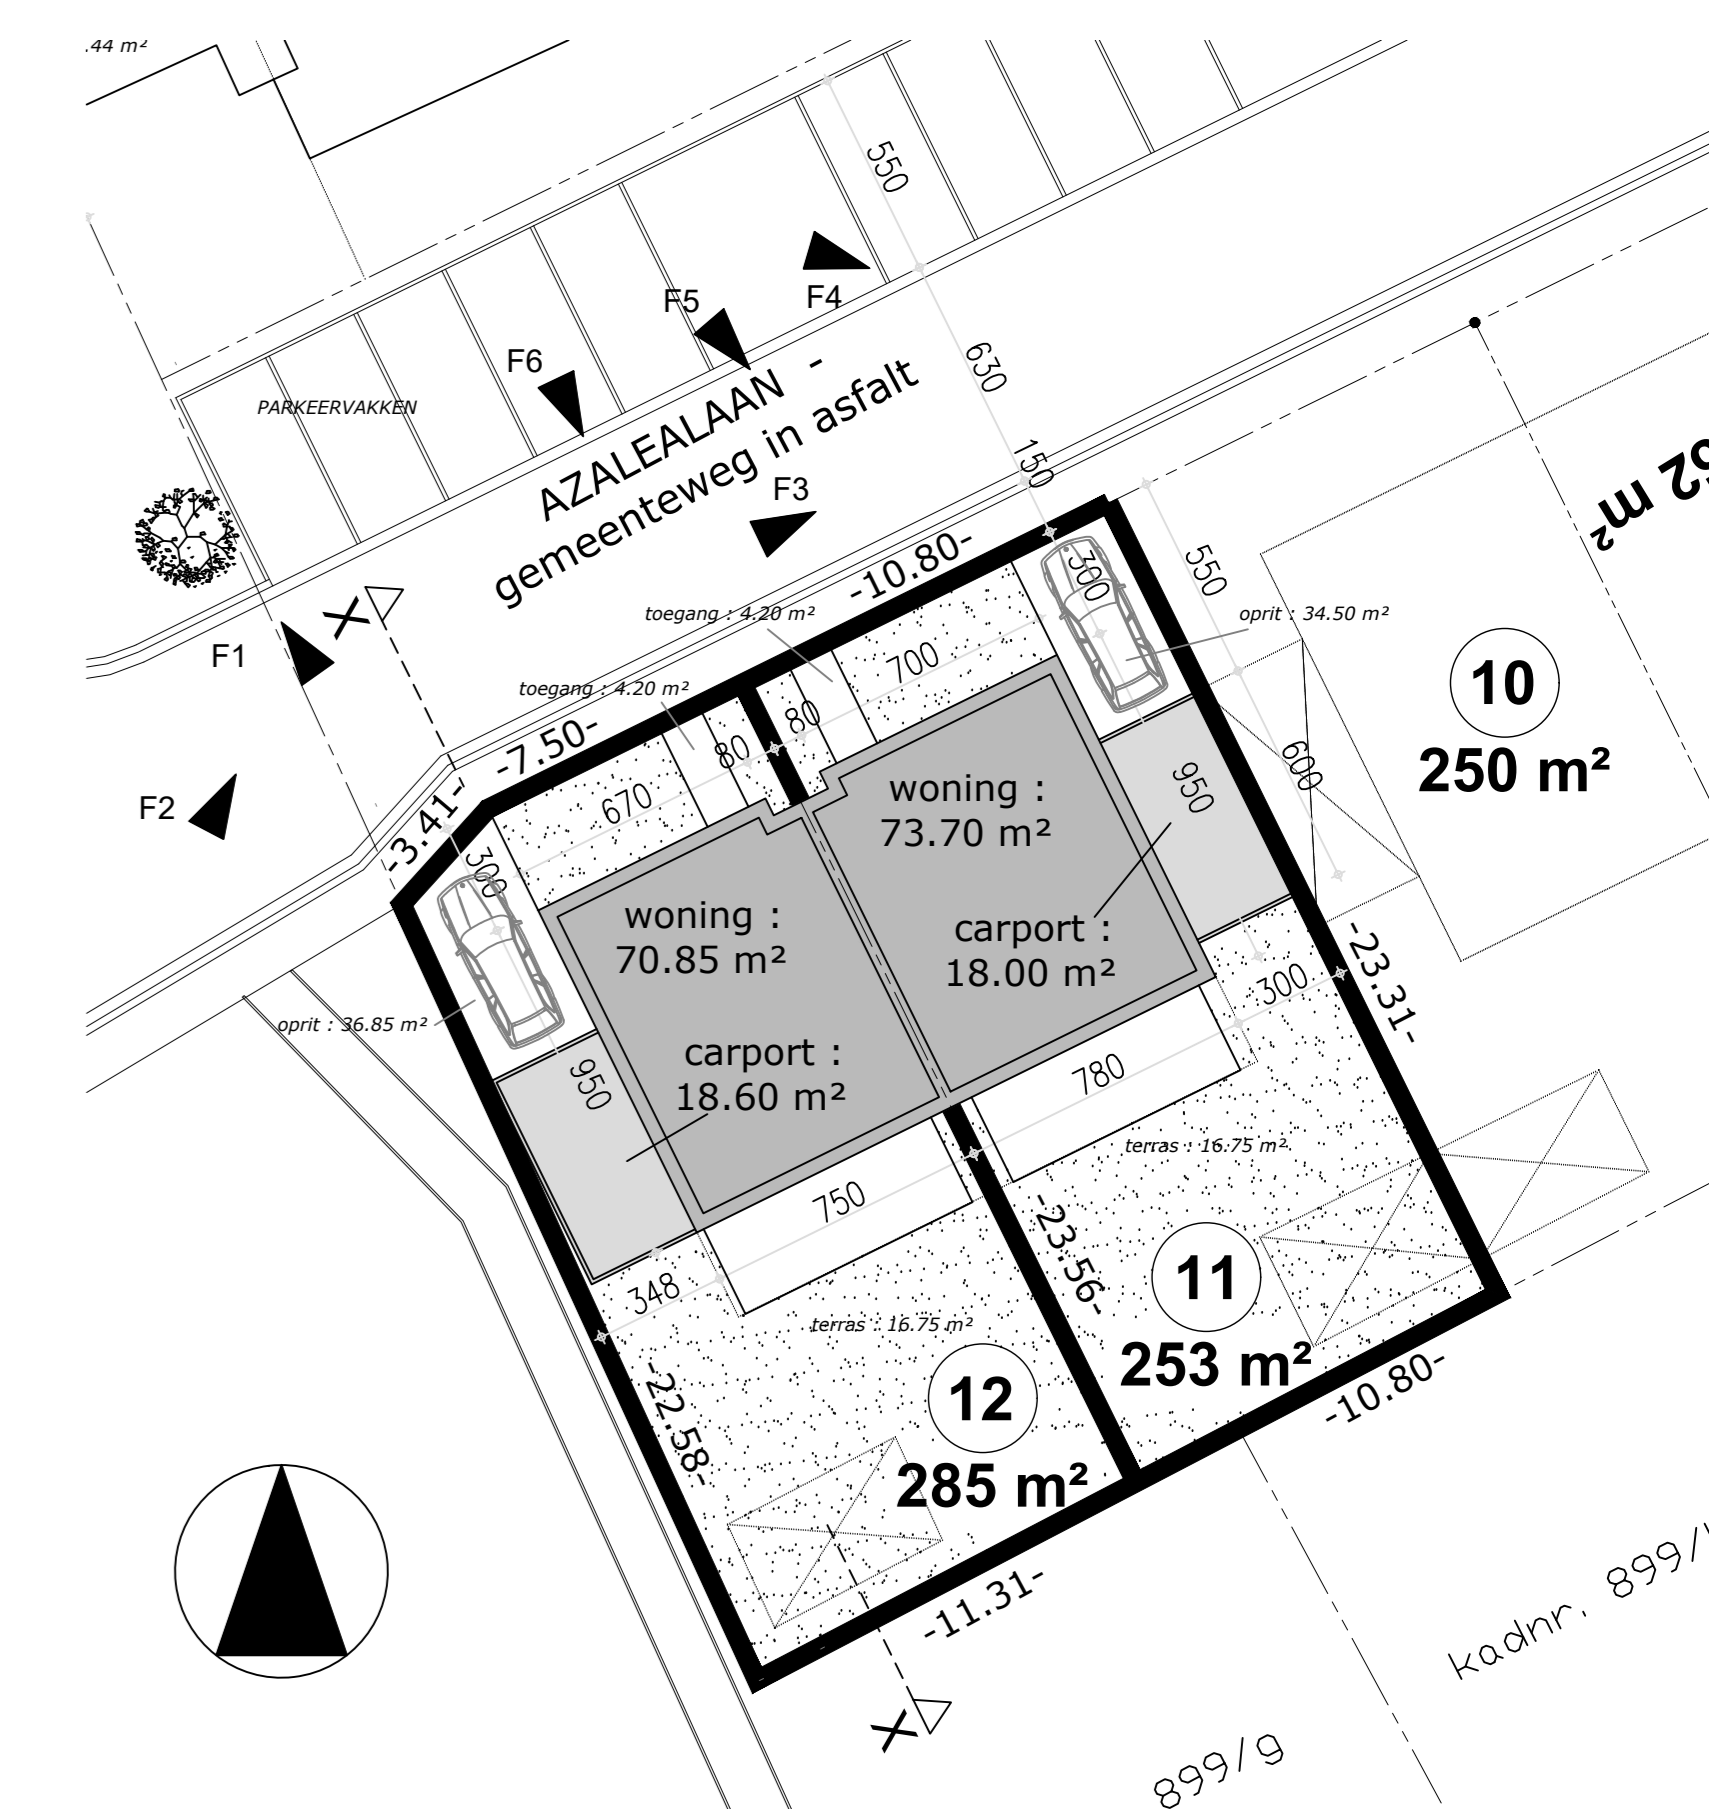 .44 m²
550
F5
F4
F6
630
PARKEERVAKKEN
AZALEALAAN -
gemeenteweg in asfalt
150
F3
-10.80-
300
550
oprit : 34.50 m²
toegang : 4.20 m²
X
F1
700
toegang : 4.20 m²
-7.50-
80
80
10
250 m²
600
950
670
woning :
73.70 m²
F2
-3.41-
300
woning :
70.85 m²
carport :
18.00 m²
-23.31-
300
oprit : 36.85 m²
950
carport :
18.60 m²
780
terras : 16.75 m²
750
-23.56-
348
11
253 m²
terras : 16.75 m²
-22.58-
12
285 m²
-10.80-
-11.31-
X
kadnr. 899/
899/g